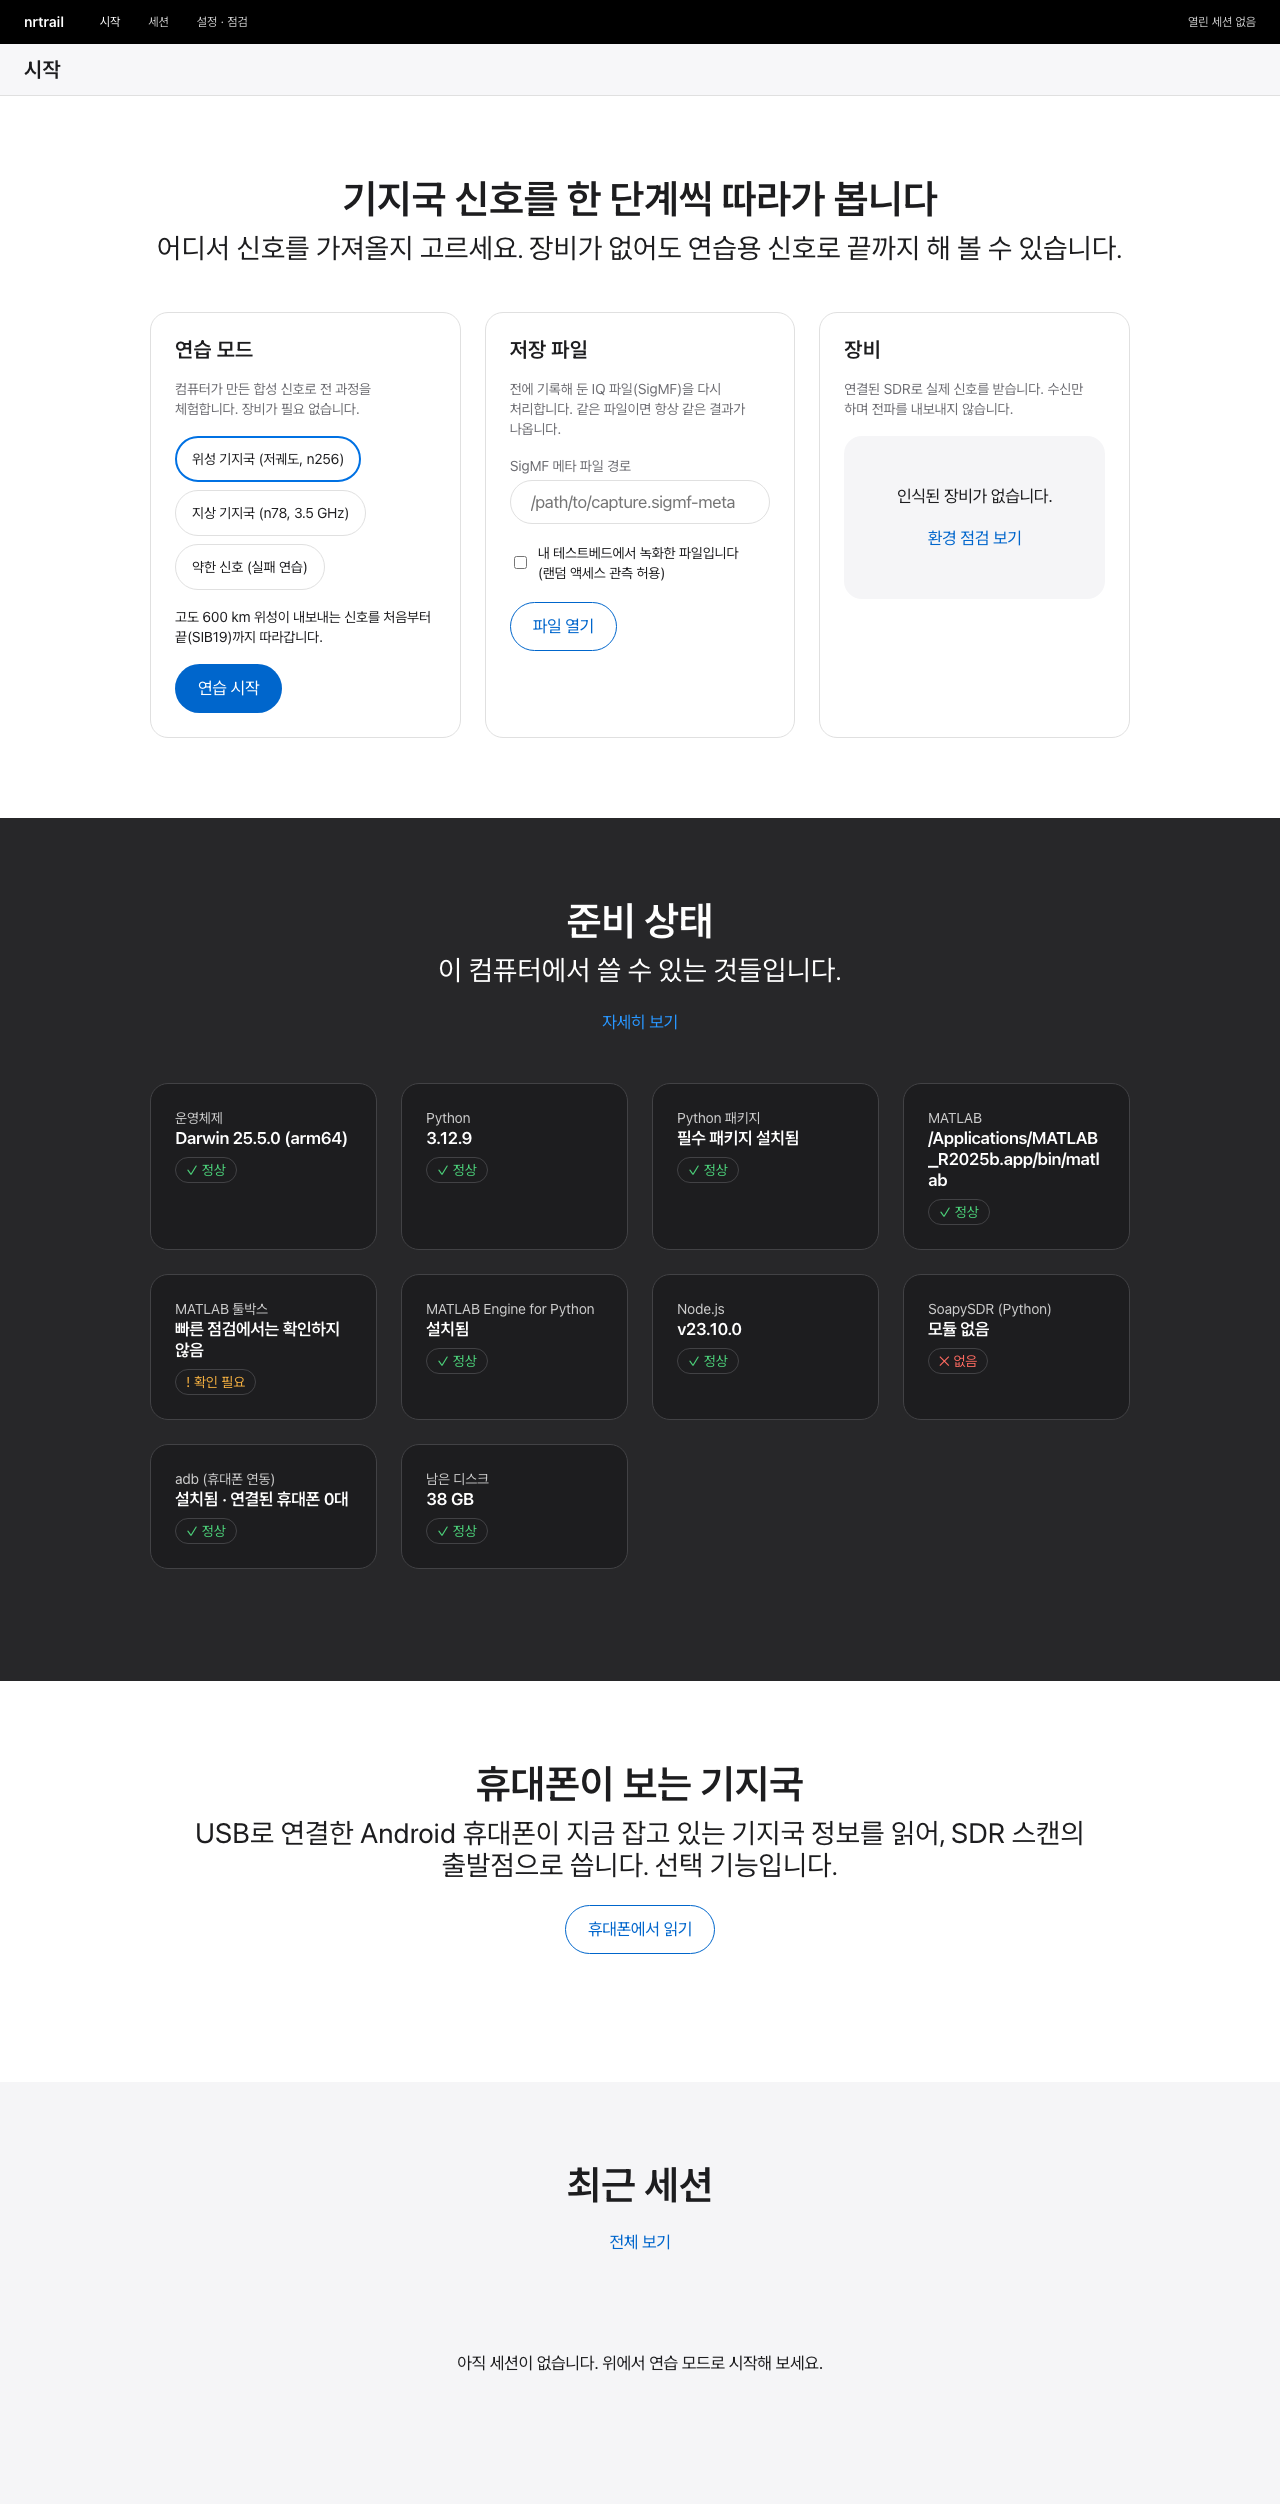 nrtrail 시작 세션 설정 · 점검 열린 세션 없음
시작
기지국 신호를 한 단계씩 따라가 봅니다
어디서 신호를 가져올지 고르세요. 장비가 없어도 연습용 신호로 끝까지 해 볼 수 있습니다.
연습 모드
컴퓨터가 만든 합성 신호로 전 과정을
체험합니다. 장비가 필요 없습니다.
위성 기지국 (저궤도, n256)
지상 기지국 (n78, 3.5 GHz)
약한 신호 (실패 연습)
고도 600 km 위성이 내보내는 신호를 처음부터
끝(SIB19)까지 따라갑니다.
연습 시작
저장 파일
전에 기록해 둔 IQ 파일(SigMF)을 다시
처리합니다. 같은 파일이면 항상 같은 결과가
나옵니다.
SigMF 메타 파일 경로
/path/to/capture.sigmf-meta
내 테스트베드에서 녹화한 파일입니다
(랜덤 액세스 관측 허용)
파일 열기
장비
연결된 SDR로 실제 신호를 받습니다. 수신만
하며 전파를 내보내지 않습니다.
인식된 장비가 없습니다.
환경 점검 보기
준비 상태
이 컴퓨터에서 쓸 수 있는 것들입니다.
자세히 보기
운영체제
Darwin 25.5.0 (arm64)
✓ 정상
Python
3.12.9
✓ 정상
Python 패키지
필수 패키지 설치됨
✓ 정상
MATLAB
/Applications/MATLAB
_R2025b.app/bin/matl
ab
✓ 정상
MATLAB 툴박스
빠른 점검에서는 확인하지
않음
! 확인 필요
MATLAB Engine for Python
설치됨
✓ 정상
Node.js
v23.10.0
✓ 정상
SoapySDR (Python)
모듈 없음
✕ 없음
adb (휴대폰 연동)
설치됨 · 연결된 휴대폰 0대
✓ 정상
남은 디스크
38 GB
✓ 정상
휴대폰이 보는 기지국
USB로 연결한 Android 휴대폰이 지금 잡고 있는 기지국 정보를 읽어, SDR 스캔의
출발점으로 씁니다. 선택 기능입니다.
휴대폰에서 읽기
최근 세션
전체 보기
아직 세션이 없습니다. 위에서 연습 모드로 시작해 보세요.